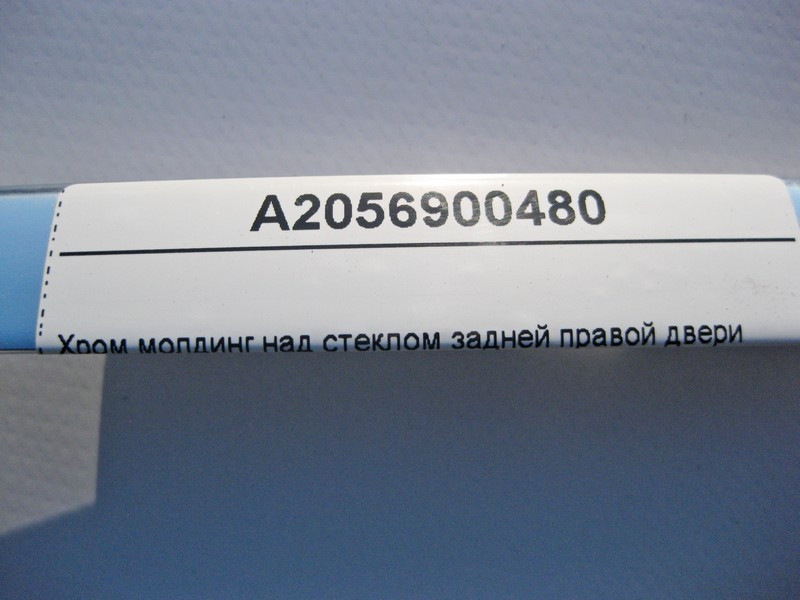 A2056900480
Хром молдинг над стеклом задней правой двери